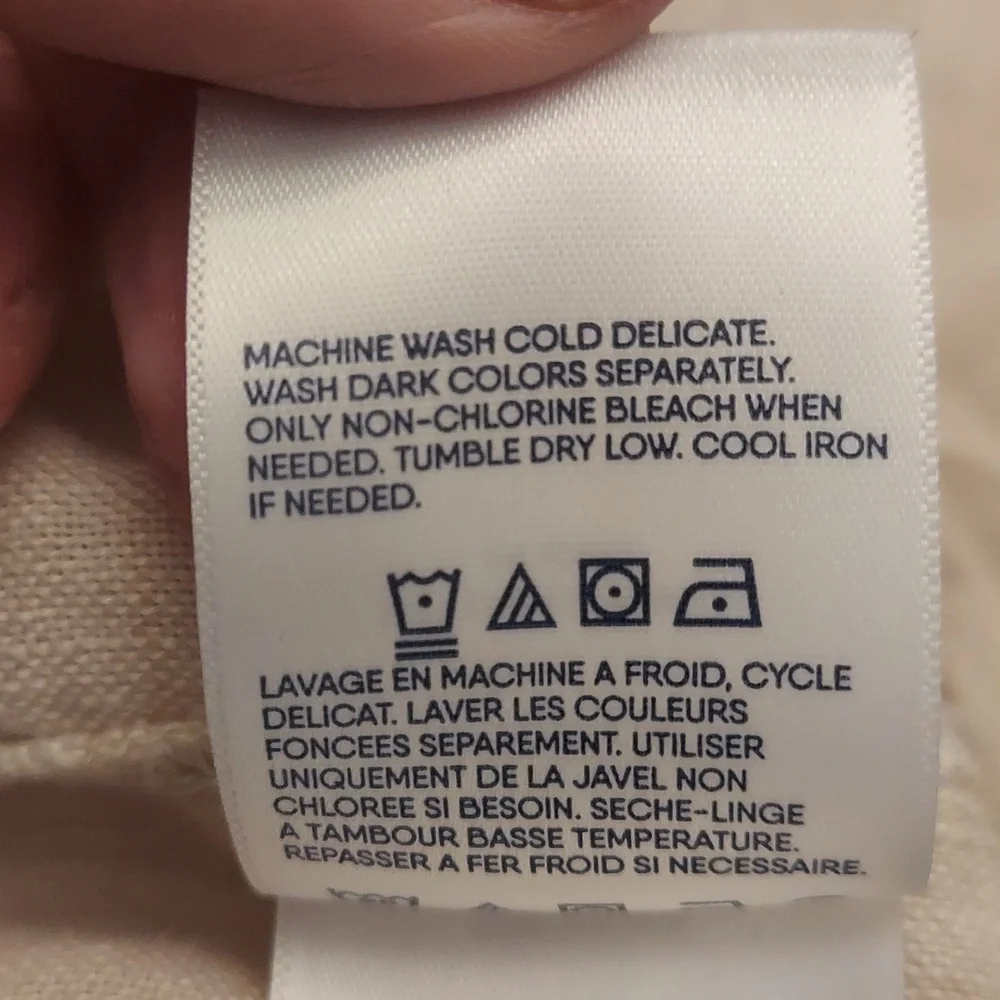 MACHINE WASH COLD DELICATE.
WASH DARK COLORS SEPARATELY.
ONLY NON-CHLORINE BLEACH WHEN
NEEDED. TUMBLE DRY LOW. COOL IRON
IF NEEDED.
LAVAGE EN MACHINE A FROID, CYCLE
DELICAT. LAVER LES COULEURS
FONCEES SEPAREMENT. UTILISER
UNIQUEMENT DE LA JAVEL NON
CHLOREE SI BESOIN. SECHE-LINGE
A TAMBOUR BASSE TEMPERATURE.
REPASSER A FER FROID SI NECESSAIRE.